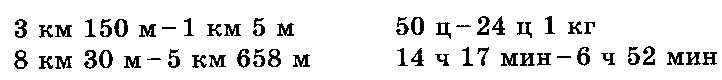 3 км 150 м – 1 км 5 м
8 км 30 м – 5 км 658 м
50 ц – 24 ц 1 кг
14 ч 17 мин – 6 ч 52 мин